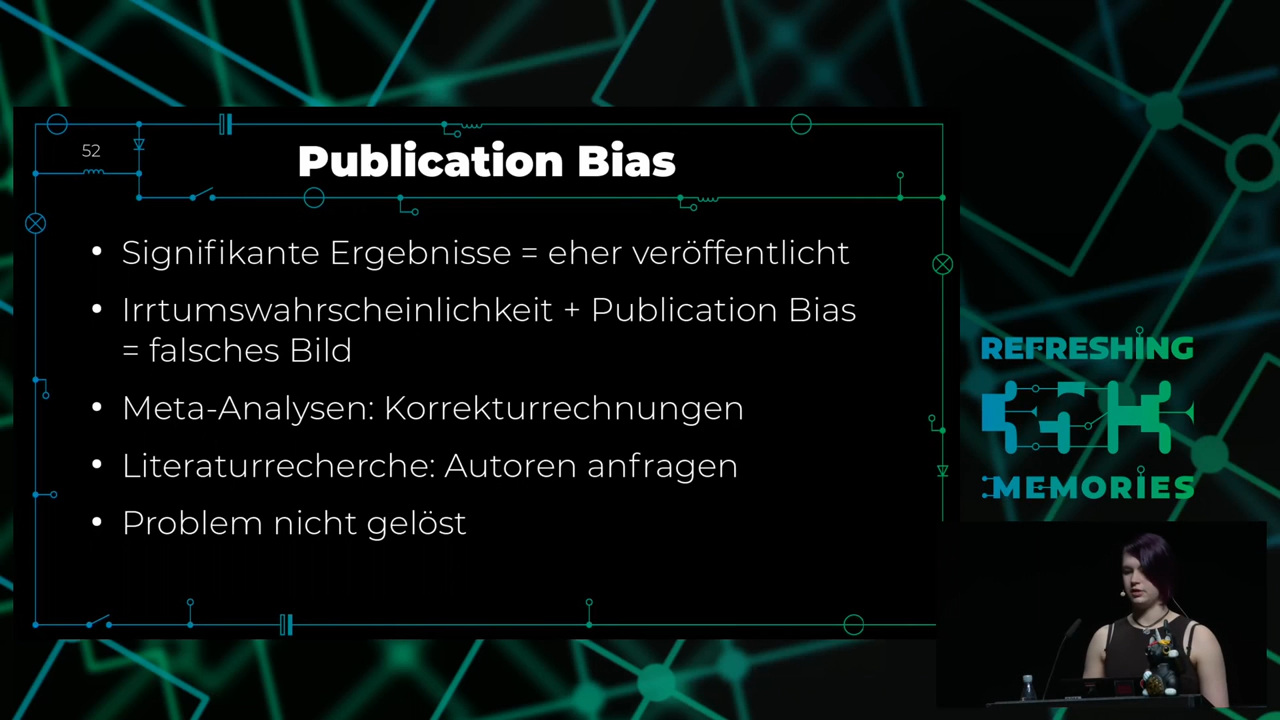 52
Publication Bias
• Signifikante Ergebnisse = eher veröffentlicht
• Irrtumswahrscheinlichkeit + Publication Bias
= falsches Bild
• Meta-Analysen: Korrekturrechnungen
• Literaturrecherche: Autoren anfragen
• Problem nicht gelöst
REFRESHING
MEMORIES